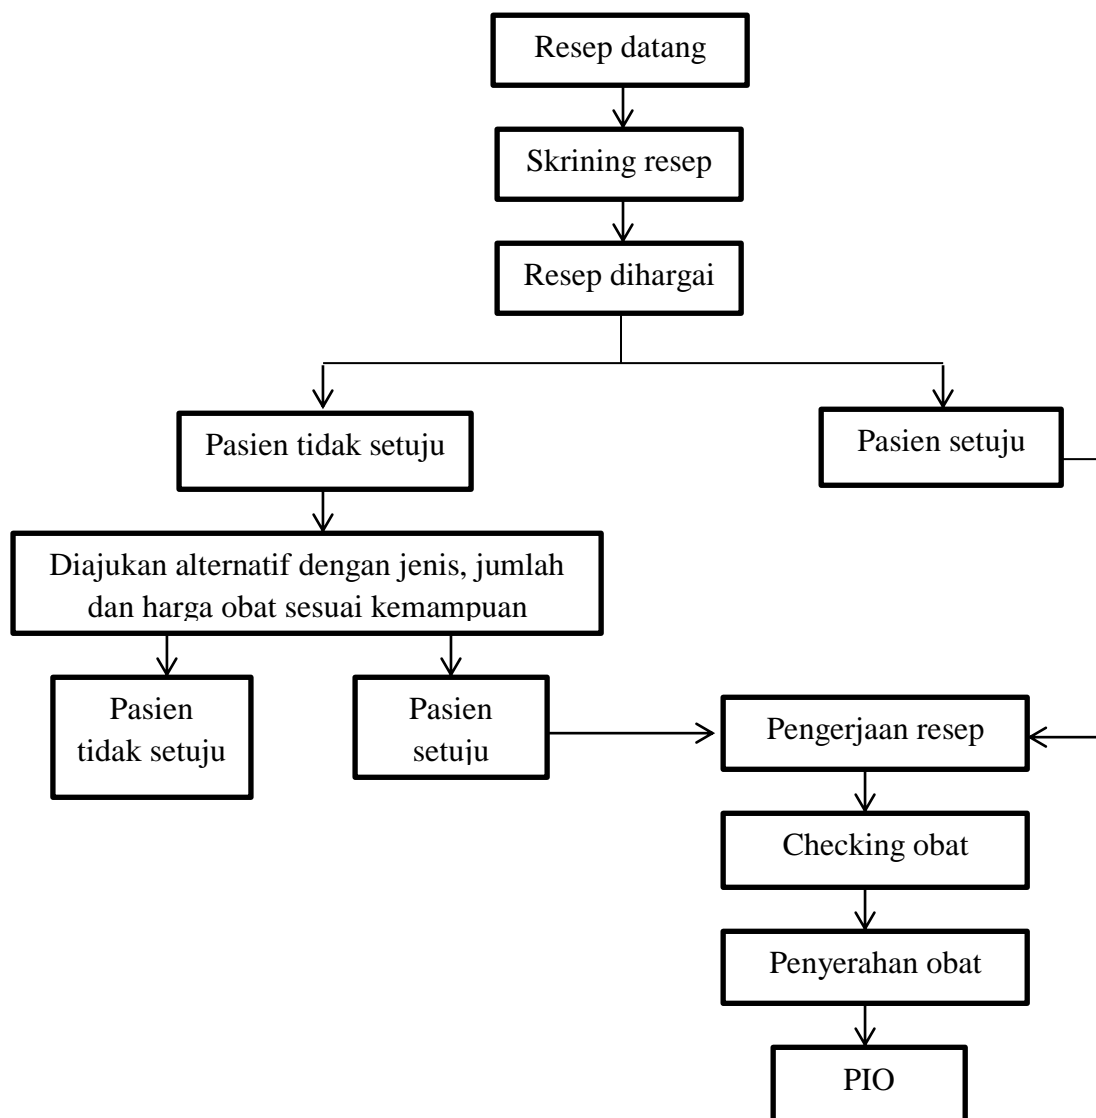 Resep datang
Skrining resep
Resep dihargai
Pasien tidak setuju
Pasien setuju
Diajukan alternatif dengan jenis, jumlah
dan harga obat sesuai kemampuan
Pasien
tidak setuju
Pasien
setuju
Pengerjaan resep
Checking obat
Penyerahan obat
PIO